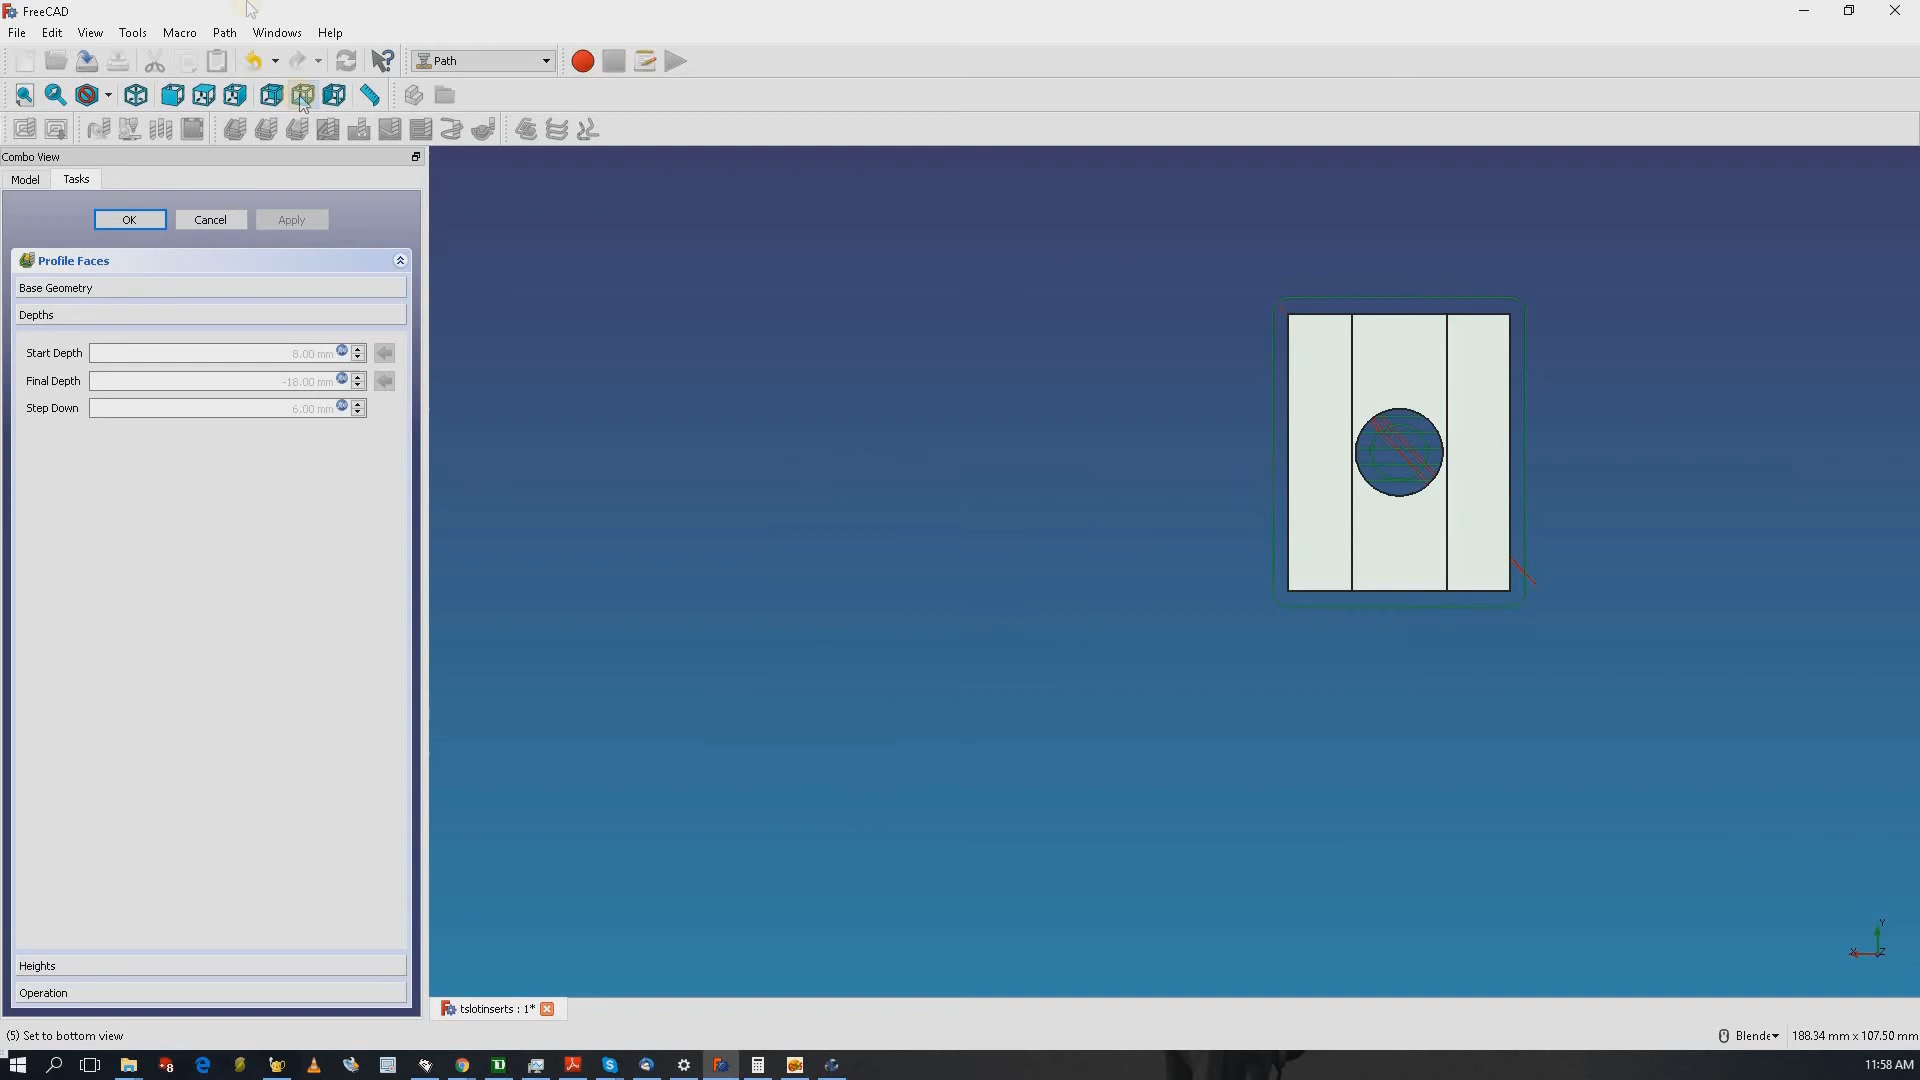 FreeCAD
File Edit View Tools Macro Path Windows Help
Path
Combo View
Model Tasks
OK Cancel Apply
Profile Faces
Base Geometry
Depths
Start Depth 8.00 mm
Final Depth -18.00 mm
Step Down 6.00 mm
Heights
Operation
Y
X Z
tslotinserts : 1*
(5) Set to bottom view
Blende 188.34 mm x 107.50 mm
8
11:58 AM